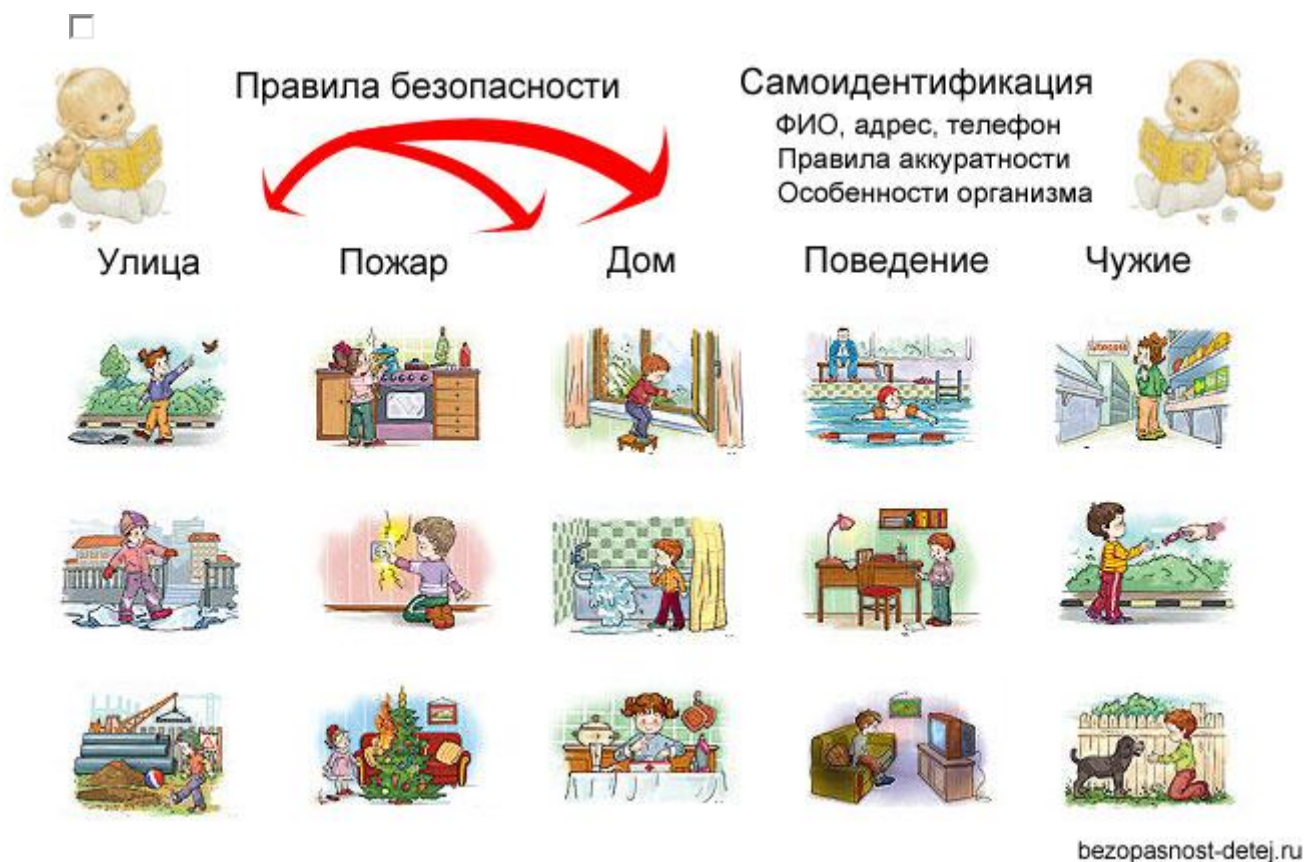 Правила безопасности
Самоидентификация
ФИО, адрес, телефон
Правила аккуратности
Особенности организма
Улица
Пожар
Дом
Поведение
Чужие
bezopasnost-detej.ru